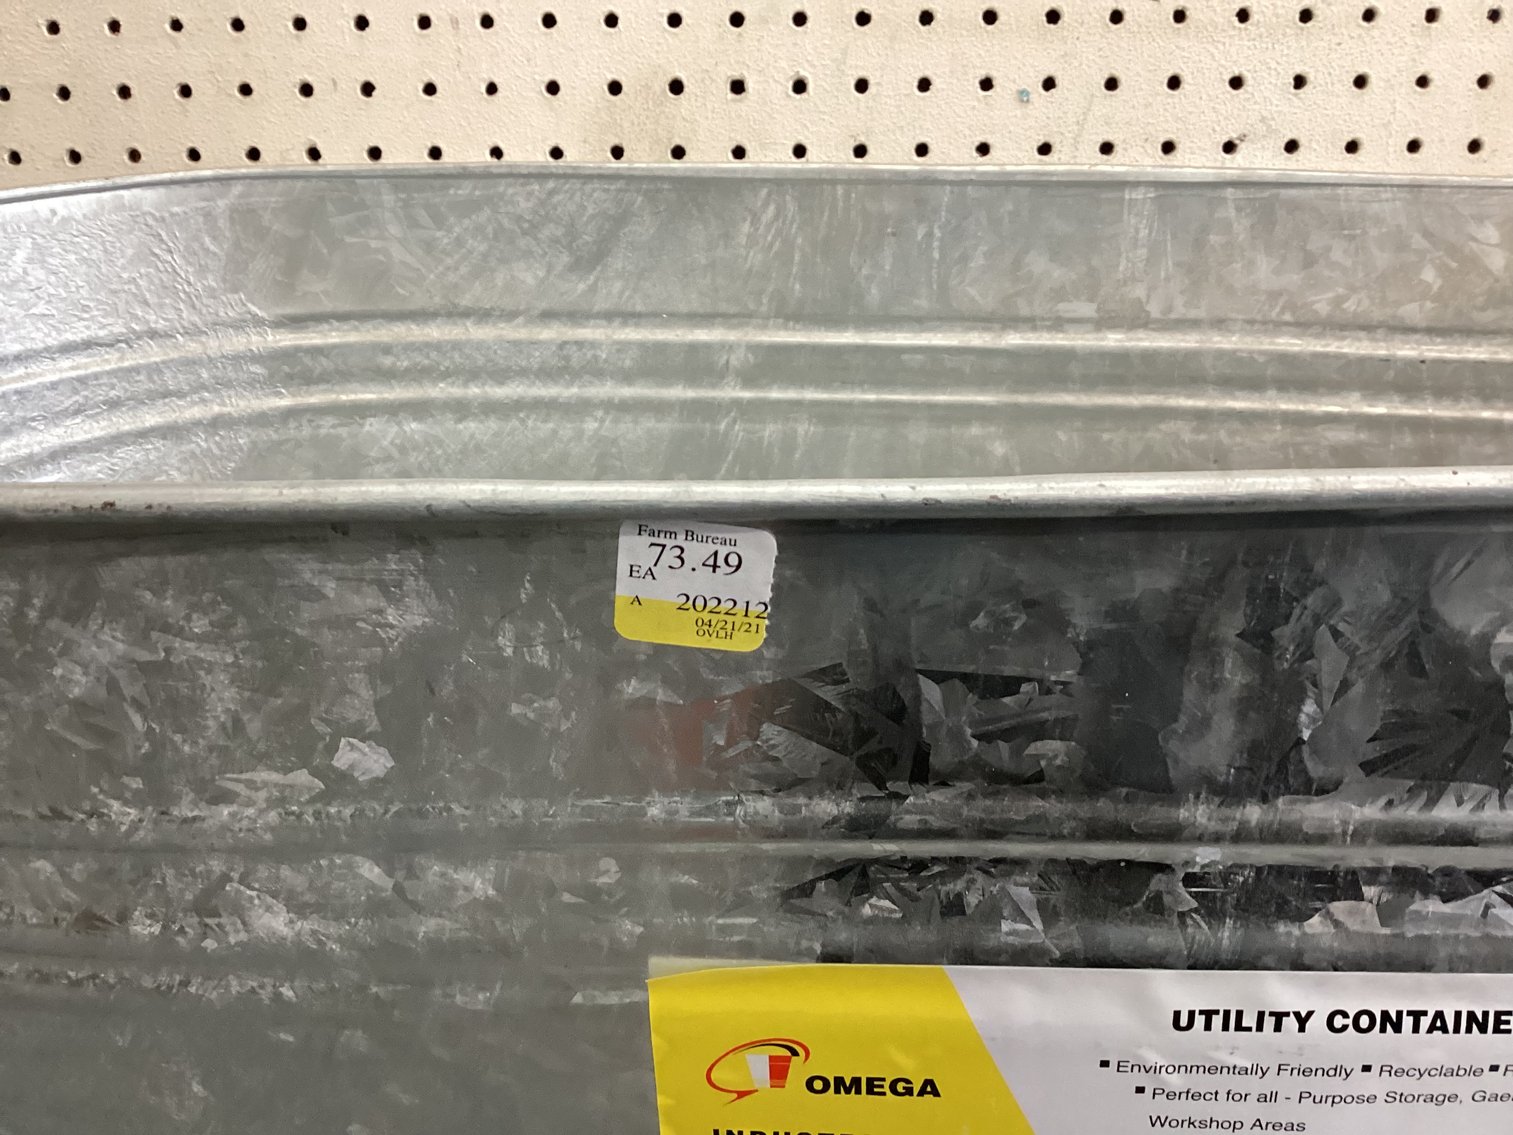 Farm Bureau
73.49
EA
A 202212
04/21/21
OVLH
UTILITY CONTAINE
Environmentally Friendly ▪ Recyclable ▪
Perfect for all - Purpose Storage,
Workshop Areas
OMEGA